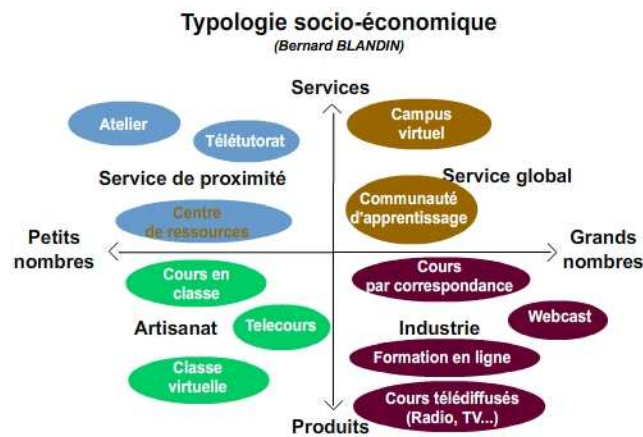 Typologie socio-économique
(Bernard BLANDIN)
Services
Atelier
Télétutorat
Campus
virtuel
Service de proximité
Service global
Centre
de ressources
Communauté
d'apprentissage
Petits
nombres
Grands
nombres
Cours en
classe
Cours
par correspondance
Artisanat
Telecours
Industrie
Webcast
Classe
virtuelle
Formation en ligne
Cours télédiffusés
(Radio, TV...)
Produits